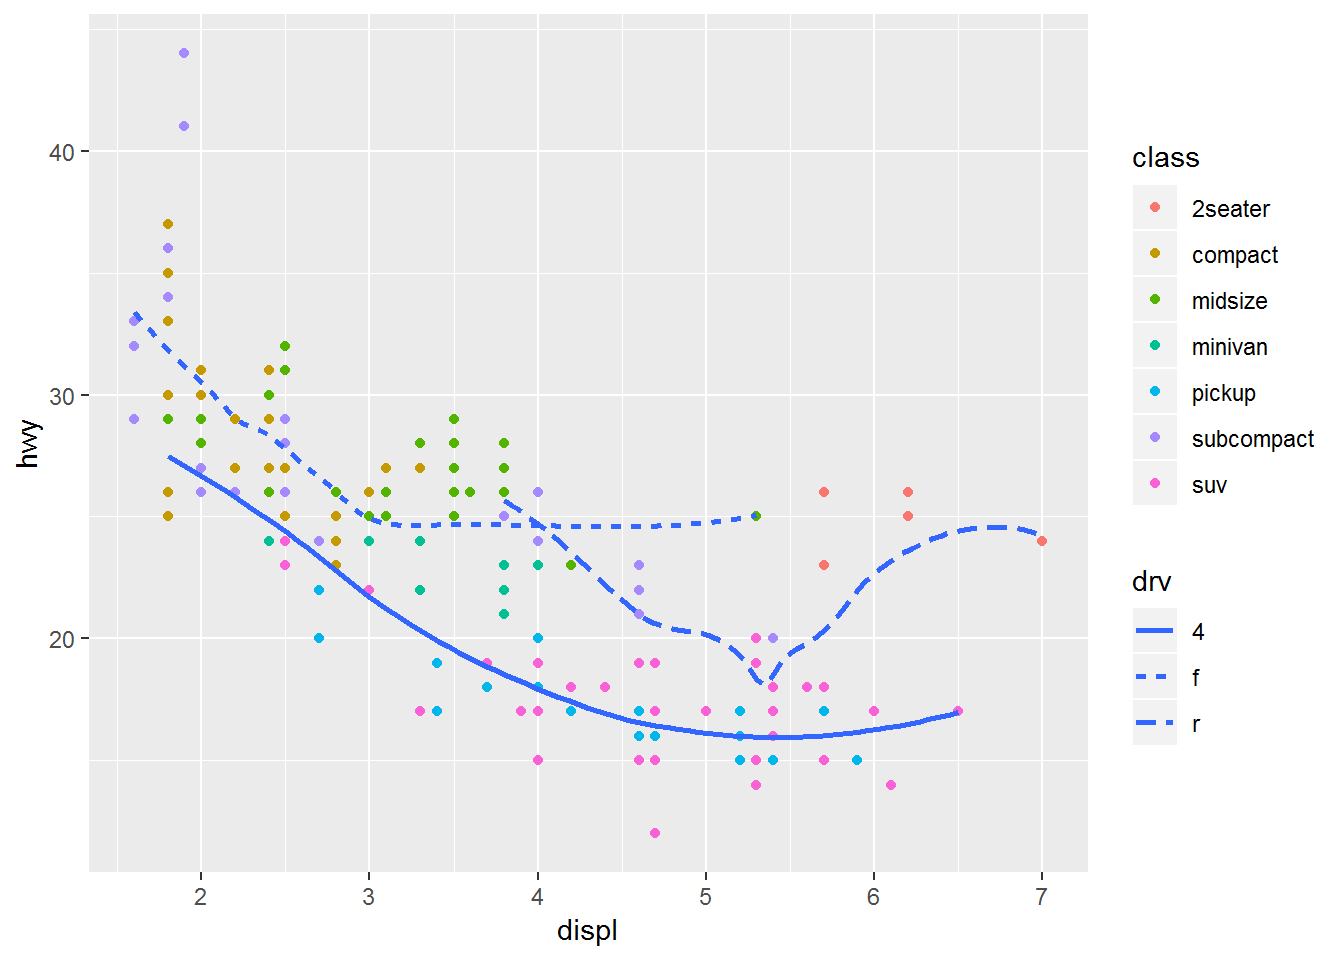 40
30
20
hwy
2 3 4 5 6 7
displ
class
2seater
compact
midsize
minivan
pickup
subcompact
suv
drv
4
f
r